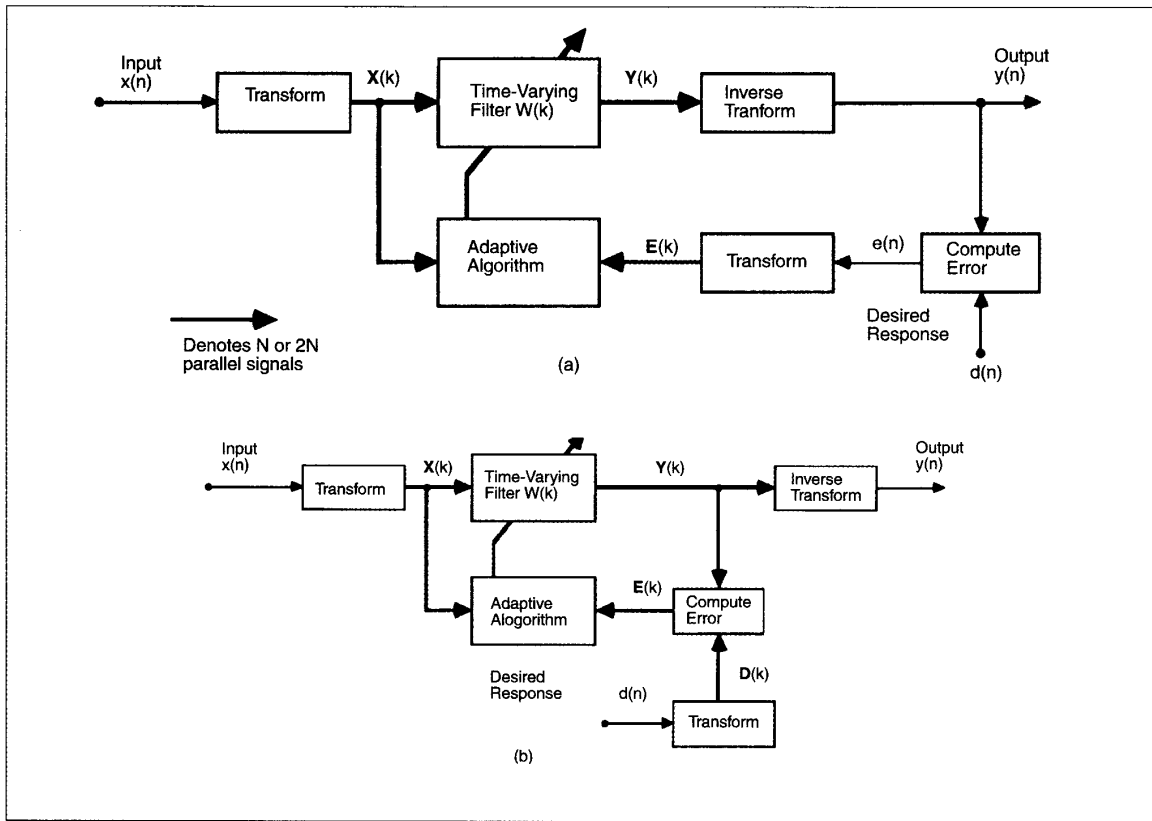 Input
x(n)
Transform
X(k)
Time-Varying
Filter W(k)
Y(k)
Inverse
Tranform
Output
y(n)
Adaptive
Algorithm
E(k)
Transform
e(n)
Compute
Error
Desired
Response
d(n)
Denotes N or 2N
parallel signals
(a)
Input
x(n)
Transform
X(k)
Time-Varying
Filter W(k)
Y(k)
Inverse
Transform
Output
y(n)
Adaptive
Alogorithm
E(k)
Compute
Error
D(k)
Desired
Response
d(n)
Transform
(b)